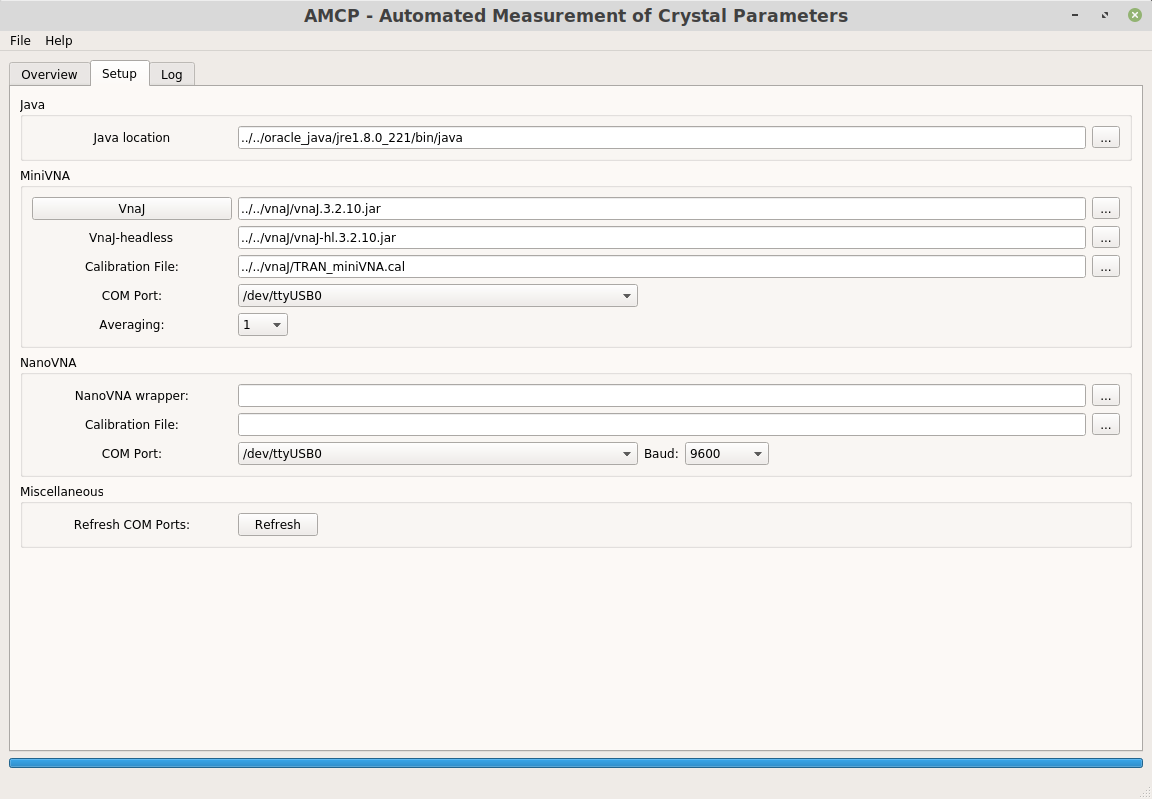 AMCP - Automated Measurement of Crystal Parameters
File Help
Overview Setup Log
Java
Java location ../../oracle_java/jre1.8.0_221/bin/java ...
MiniVNA
VnaJ ../../vnaJ/vnaJ.3.2.10.jar ...
VnaJ-headless ../../vnaJ/vnaJ-hl.3.2.10.jar ...
Calibration File: ../../vnaJ/TRAN_miniVNA.cal ...
COM Port: /dev/ttyUSB0
Averaging: 1
NanoVNA
NanoVNA wrapper: ...
Calibration File: ...
COM Port: /dev/ttyUSB0 Baud: 9600
Miscellaneous
Refresh COM Ports: Refresh